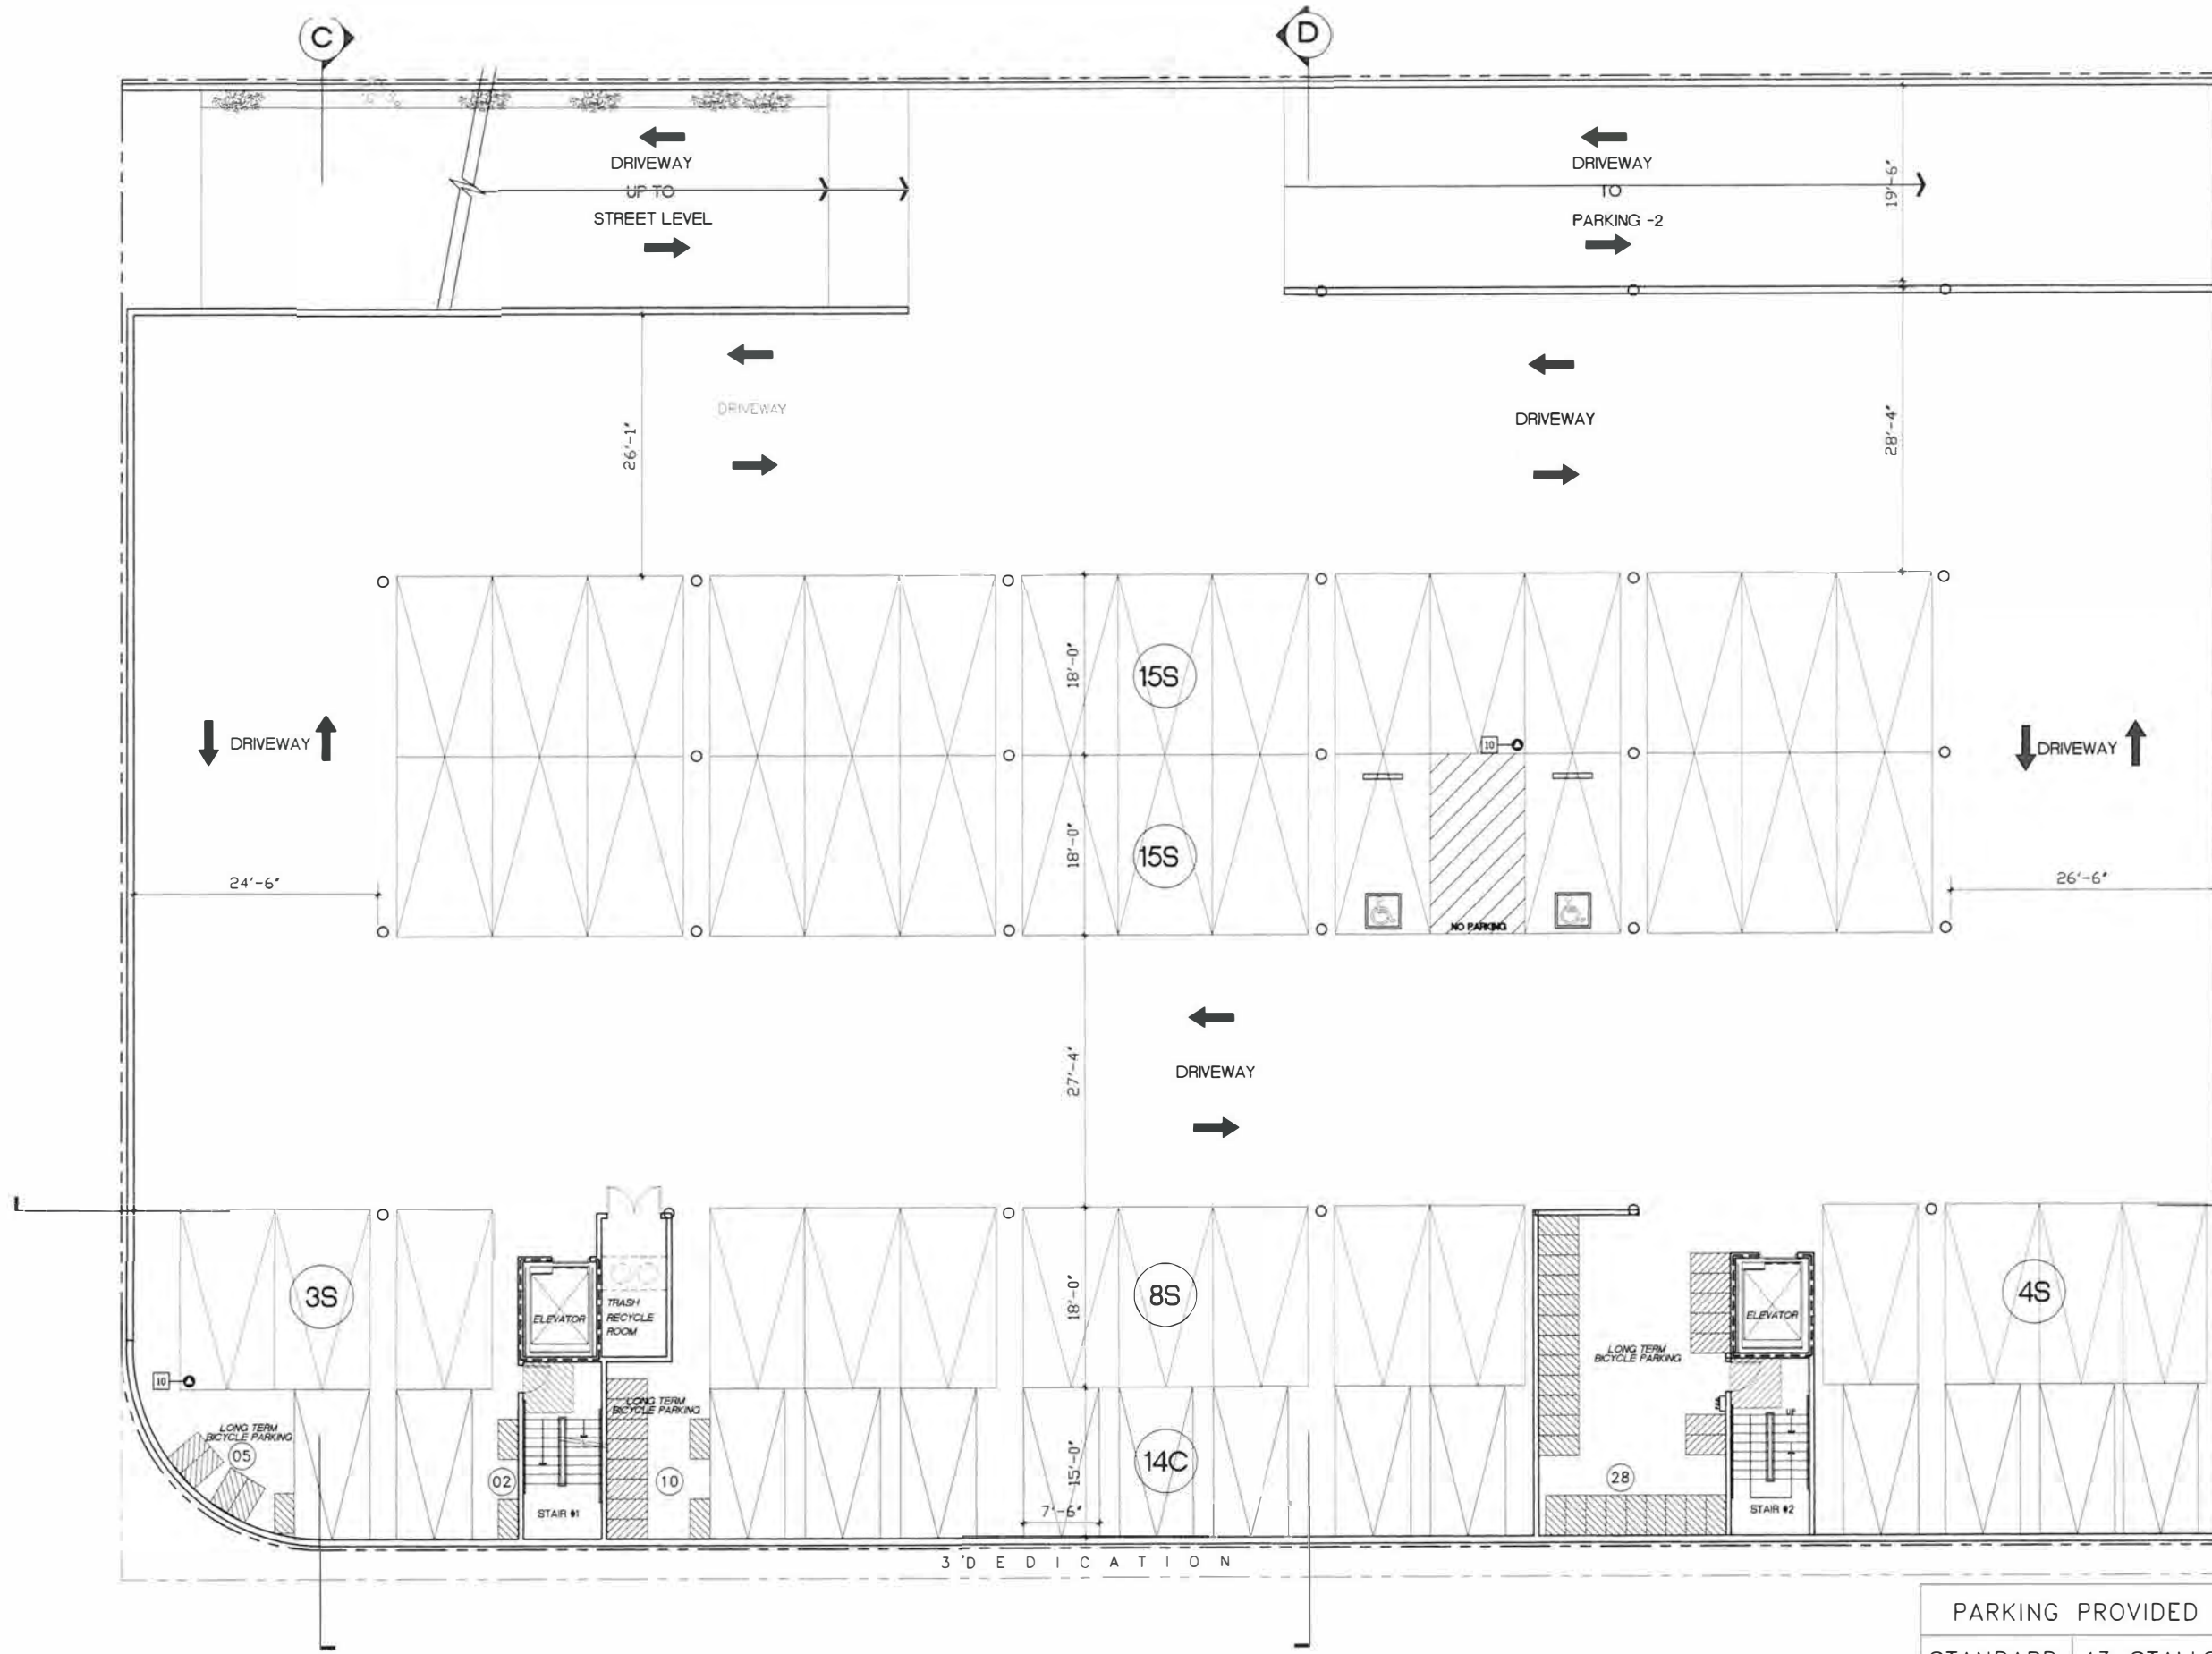 C
D
DRIVEWAY
UP TO
STREET LEVEL
DRIVEWAY
TO
PARKING -2
19'-6"
26'-1"
DRIVEWAY
DRIVEWAY
28'-4"
18'-0"
15S
DRIVEWAY
10
DRIVEWAY
18'-0"
15S
24'-6"
26'-6"
NO PARKING
27'-4"
DRIVEWAY
3S
ELEVATOR
TRASH
RECYCLE
ROOM
18'-0"
8S
LONG TERM
BICYCLE PARKING
ELEVATOR
4S
10
LONG TERM
BICYCLE PARKING
05
LONG TERM
BICYCLE PARKING
02
10
STAIR #1
15'-0"
14C
7'-6"
28
UP
STAIR #2
3' DEDICATION
PARKING PROVIDED